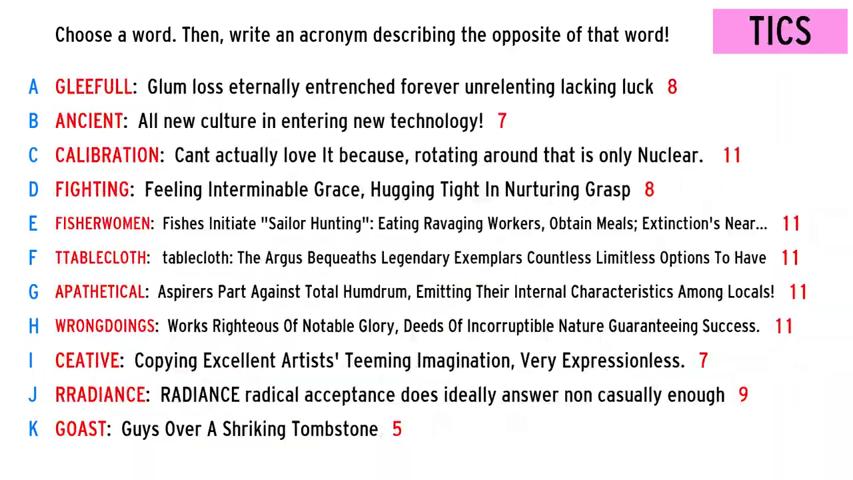 Choose a word. Then, write an acronym describing the opposite of that word!
TICS
A GLEEFULL: Glum loss eternally entrenched forever unrelenting lacking luck 8
B ANCIENT: All new culture in entering new technology! 7
C CALIBRATION: Cant actually love It because, rotating around that is only Nuclear. 11
D FIGHTING: Feeling Interminable Grace, Hugging Tight In Nurturing Grasp 8
E FISHERWOMEN: Fishes Initiate "Sailor Hunting": Eating Ravaging Workers, Obtain Meals; Extinction's Near... 11
F TTABLECLOTH: tablecloth: The Argus Bequeaths Legendary Exemplars Countless Limitless Options To Have 11
G APATHETICAL: Aspirers Part Against Total Humdrum, Emitting Their Internal Characteristics Among Locals! 11
H WRONGDOINGS: Works Righteous Of Notable Glory, Deeds Of Incorruptible Nature Guaranteeing Success. 11
I CEATIVE: Copying Excellent Artists' Teeming Imagination, Very Expressionless. 7
J RRADIANCE: RADIANCE radical acceptance does ideally answer non casually enough 9
K GOAST: Guys Over A Shriking Tombstone 5